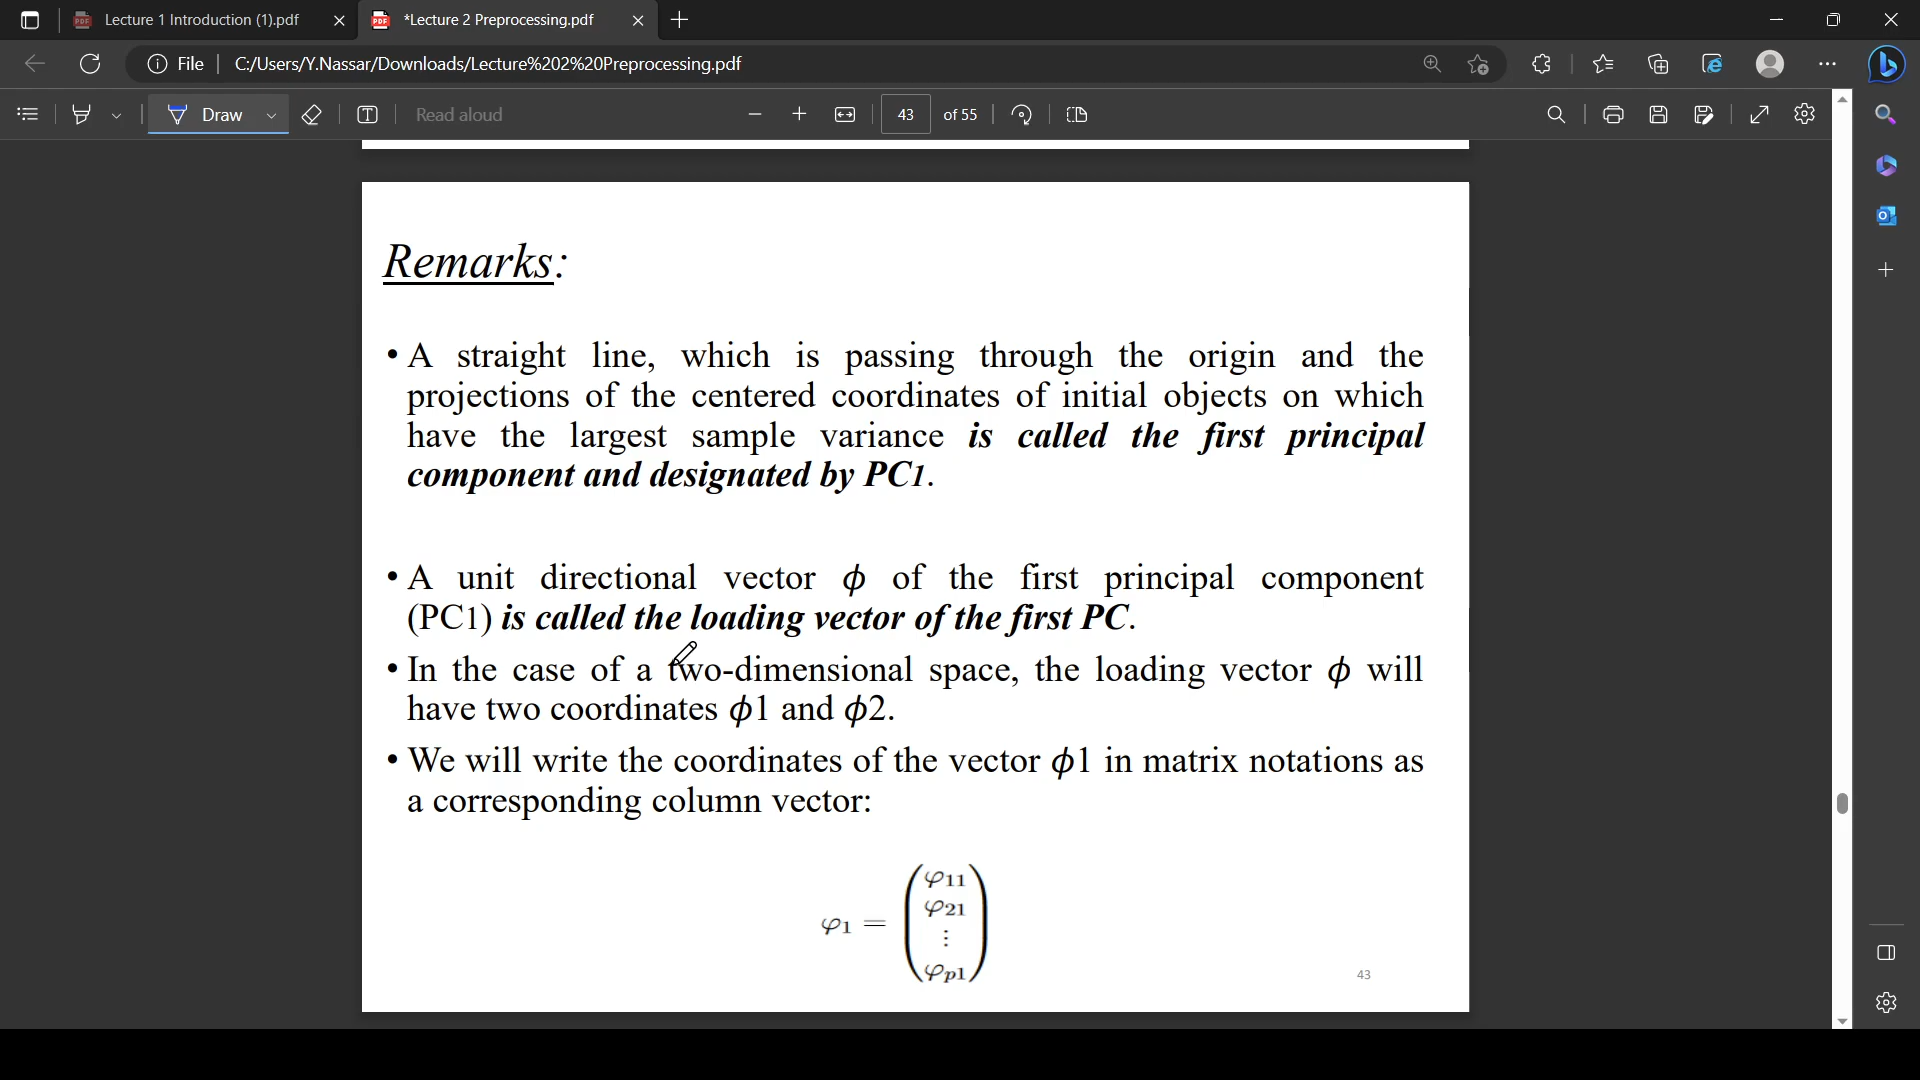 Lecture 1 Introduction (1).pdf
*Lecture 2 Preprocessing.pdf
File
C:/Users/Y.Nassar/Downloads/Lecture%202%20Preprocessing.pdf
Draw
Read aloud
43
of 55
Remarks:
• A straight line, which is passing through the origin and the
projections of the centered coordinates of initial objects on which
have the largest sample variance is called the first principal
component and designated by PC1.
• A unit directional vector ϕ of the first principal component
(PC1) is called the loading vector of the first PC.
• In the case of a two-dimensional space, the loading vector ϕ will
have two coordinates ϕ1 and ϕ2.
• We will write the coordinates of the vector ϕ1 in matrix notations as
a corresponding column vector:
φ11
φ21
φ1 =
⋮
φp1
43